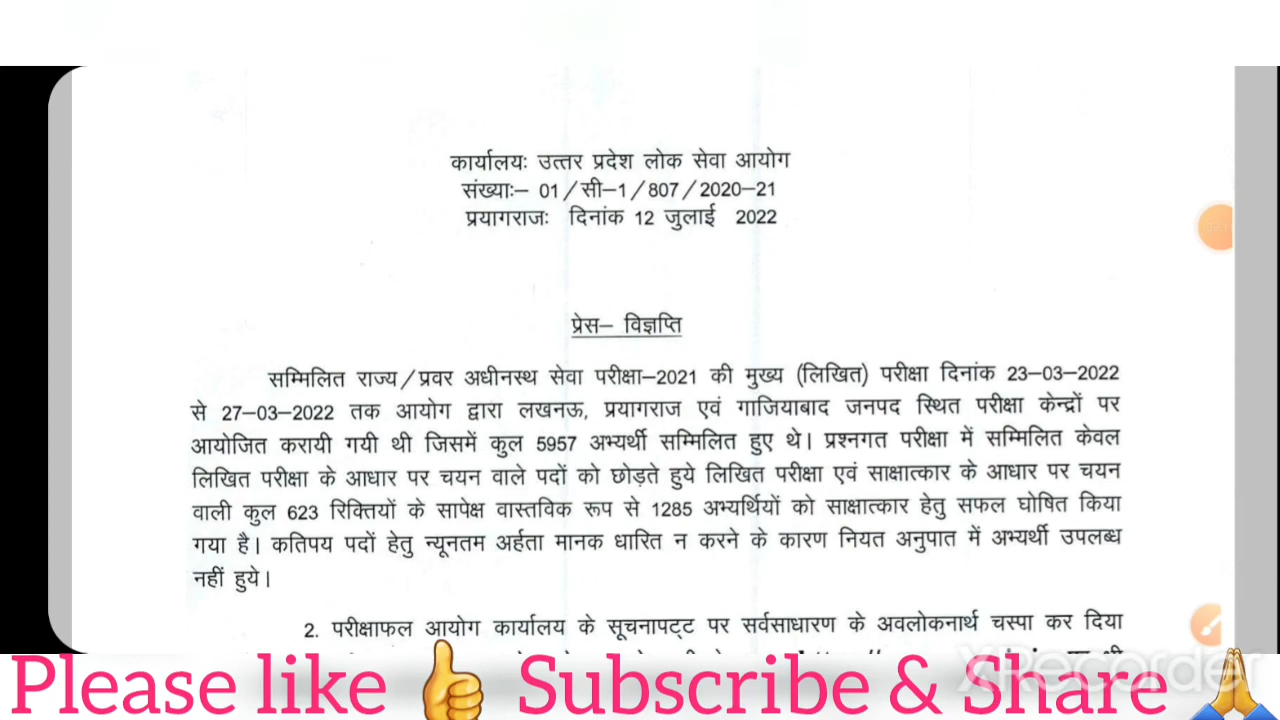 कार्यालयः उत्तर प्रदेश लोक सेवा आयोग
संख्याः– 01/सी–1/807/2020–21
प्रयागराजः दिनांक 12 जुलाई 2022
प्रेस– विज्ञप्ति
सम्मिलित राज्य/प्रवर अधीनस्थ सेवा परीक्षा–2021 की मुख्य (लिखित) परीक्षा दिनांक 23–03–2022
से 27–03–2022 तक आयोग द्वारा लखनऊ, प्रयागराज एवं गाजियाबाद जनपद स्थित परीक्षा केन्द्रों पर
आयोजित करायी गयी थी जिसमें कुल 5957 अभ्यर्थी सम्मिलित हुए थे। प्रश्नगत परीक्षा में सम्मिलित केवल
लिखित परीक्षा के आधार पर चयन वाले पदों को छोड़ते हुये लिखित परीक्षा एवं साक्षात्कार के आधार पर चयन
वाली कुल 623 रिक्तियों के सापेक्ष वास्तविक रूप से 1285 अभ्यर्थियों को साक्षात्कार हेतु सफल घोषित किया
गया है। कतिपय पदों हेतु न्यूनतम अर्हता मानक धारित न करने के कारण नियत अनुपात में अभ्यर्थी उपलब्ध
नहीं हुये।
2. परीक्षाफल आयोग कार्यालय के सूचनापट्ट पर सर्वसाधारण के अवलोकनार्थ चस्पा कर दिया
XRecorder
Please like 👍 Subscribe & Share 🙏